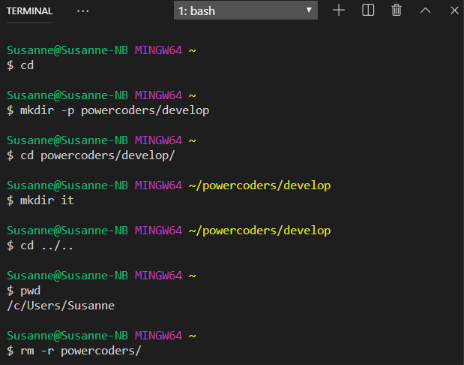 TERMINAL ... 1: bash
Susanne@Susanne-NB MINGW64 ~
$ cd
Susanne@Susanne-NB MINGW64 ~
$ mkdir -p powercoders/develop
Susanne@Susanne-NB MINGW64 ~
$ cd powercoders/develop/
Susanne@Susanne-NB MINGW64 ~/powercoders/develop
$ mkdir it
Susanne@Susanne-NB MINGW64 ~/powercoders/develop
$ cd ../..
Susanne@Susanne-NB MINGW64 ~
$ pwd
/c/Users/Susanne
Susanne@Susanne-NB MINGW64 ~
$ rm -r powercoders/